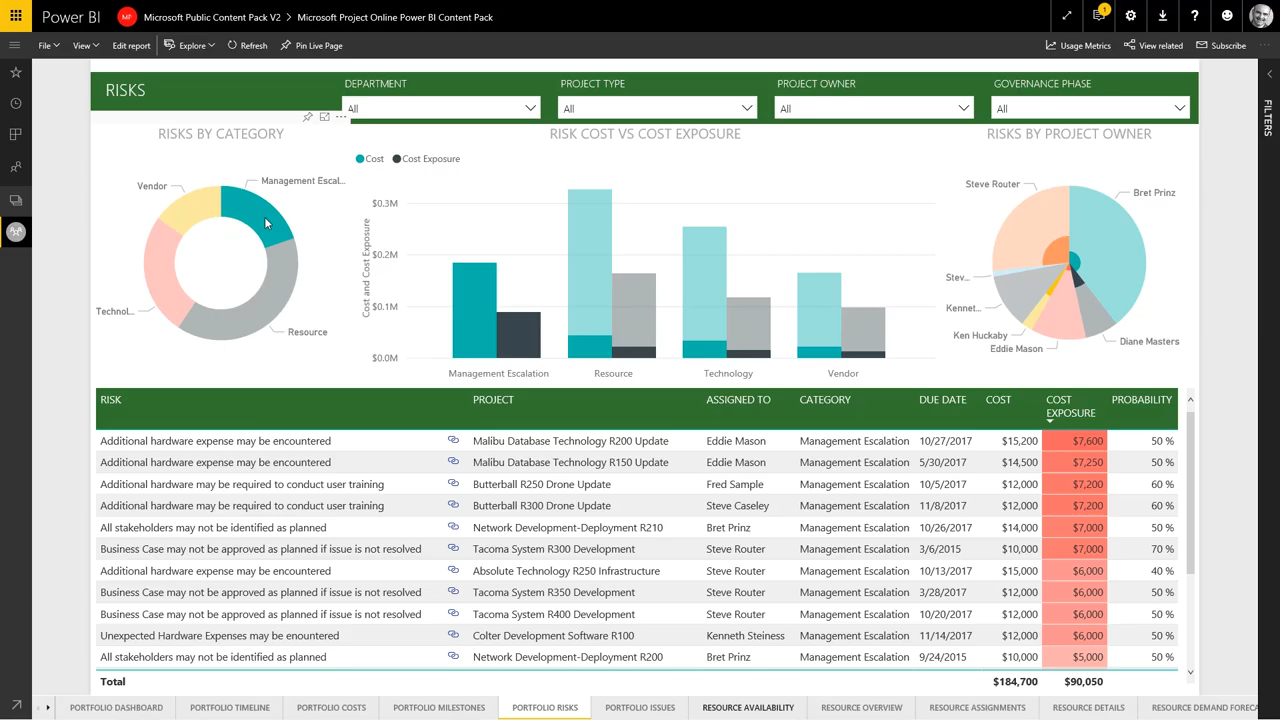 Power BI MP Microsoft Public Content Pack V2 > Microsoft Project Online Power BI Content Pack 1
File View Edit report Explore Refresh Pin Live Page Usage Metrics View related Subscribe
RISKS
DEPARTMENT PROJECT TYPE PROJECT OWNER GOVERNANCE PHASE
All All All All
FILTERS
RISKS BY CATEGORY
Vendor
Management Escal...
Technol...
Resource
RISK COST VS COST EXPOSURE
Cost Cost Exposure
Cost and Cost Exposure
$0.3M
$0.2M
$0.1M
$0.0M
Management Escalation Resource Technology Vendor
RISKS BY PROJECT OWNER
Steve Router
Bret Prinz
Stev...
Kennet...
Ken Huckaby
Eddie Mason
Diane Masters
RISK PROJECT ASSIGNED TO CATEGORY DUE DATE COST COST EXPOSURE PROBABILITY
Additional hardware expense may be encountered Malibu Database Technology R200 Update Eddie Mason Management Escalation 10/27/2017 $15,200 $7,600 50 %
Additional hardware expense may be encountered Malibu Database Technology R150 Update Eddie Mason Management Escalation 5/30/2017 $14,500 $7,250 50 %
Additional hardware may be required to conduct user training Butterball R250 Drone Update Fred Sample Management Escalation 10/5/2017 $12,000 $7,200 60 %
Additional hardware may be required to conduct user training Butterball R300 Drone Update Steve Caseley Management Escalation 11/8/2017 $12,000 $7,200 60 %
All stakeholders may not be identified as planned Network Development-Deployment R210 Bret Prinz Management Escalation 10/26/2017 $14,000 $7,000 50 %
Business Case may not be approved as planned if issue is not resolved Tacoma System R300 Development Steve Router Management Escalation 3/6/2015 $10,000 $7,000 70 %
Additional hardware expense may be encountered Absolute Technology R250 Infrastructure Steve Router Management Escalation 10/13/2017 $15,000 $6,000 40 %
Business Case may not be approved as planned if issue is not resolved Tacoma System R350 Development Steve Router Management Escalation 3/28/2017 $12,000 $6,000 50 %
Business Case may not be approved as planned if issue is not resolved Tacoma System R400 Development Steve Router Management Escalation 10/20/2017 $12,000 $6,000 50 %
Unexpected Hardware Expenses may be enountered Colter Development Software R100 Kenneth Steiness Management Escalation 11/14/2017 $12,000 $6,000 50 %
All stakeholders may not be identified as planned Network Development-Deployment R200 Bret Prinz Management Escalation 9/24/2015 $10,000 $5,000 50 %
Total $184,700 $90,050
PORTFOLIO DASHBOARD PORTFOLIO TIMELINE PORTFOLIO COSTS PORTFOLIO MILESTONES PORTFOLIO RISKS PORTFOLIO ISSUES RESOURCE AVAILABILITY RESOURCE OVERVIEW RESOURCE ASSIGNMENTS RESOURCE DETAILS RESOURCE DEMAND FORECA